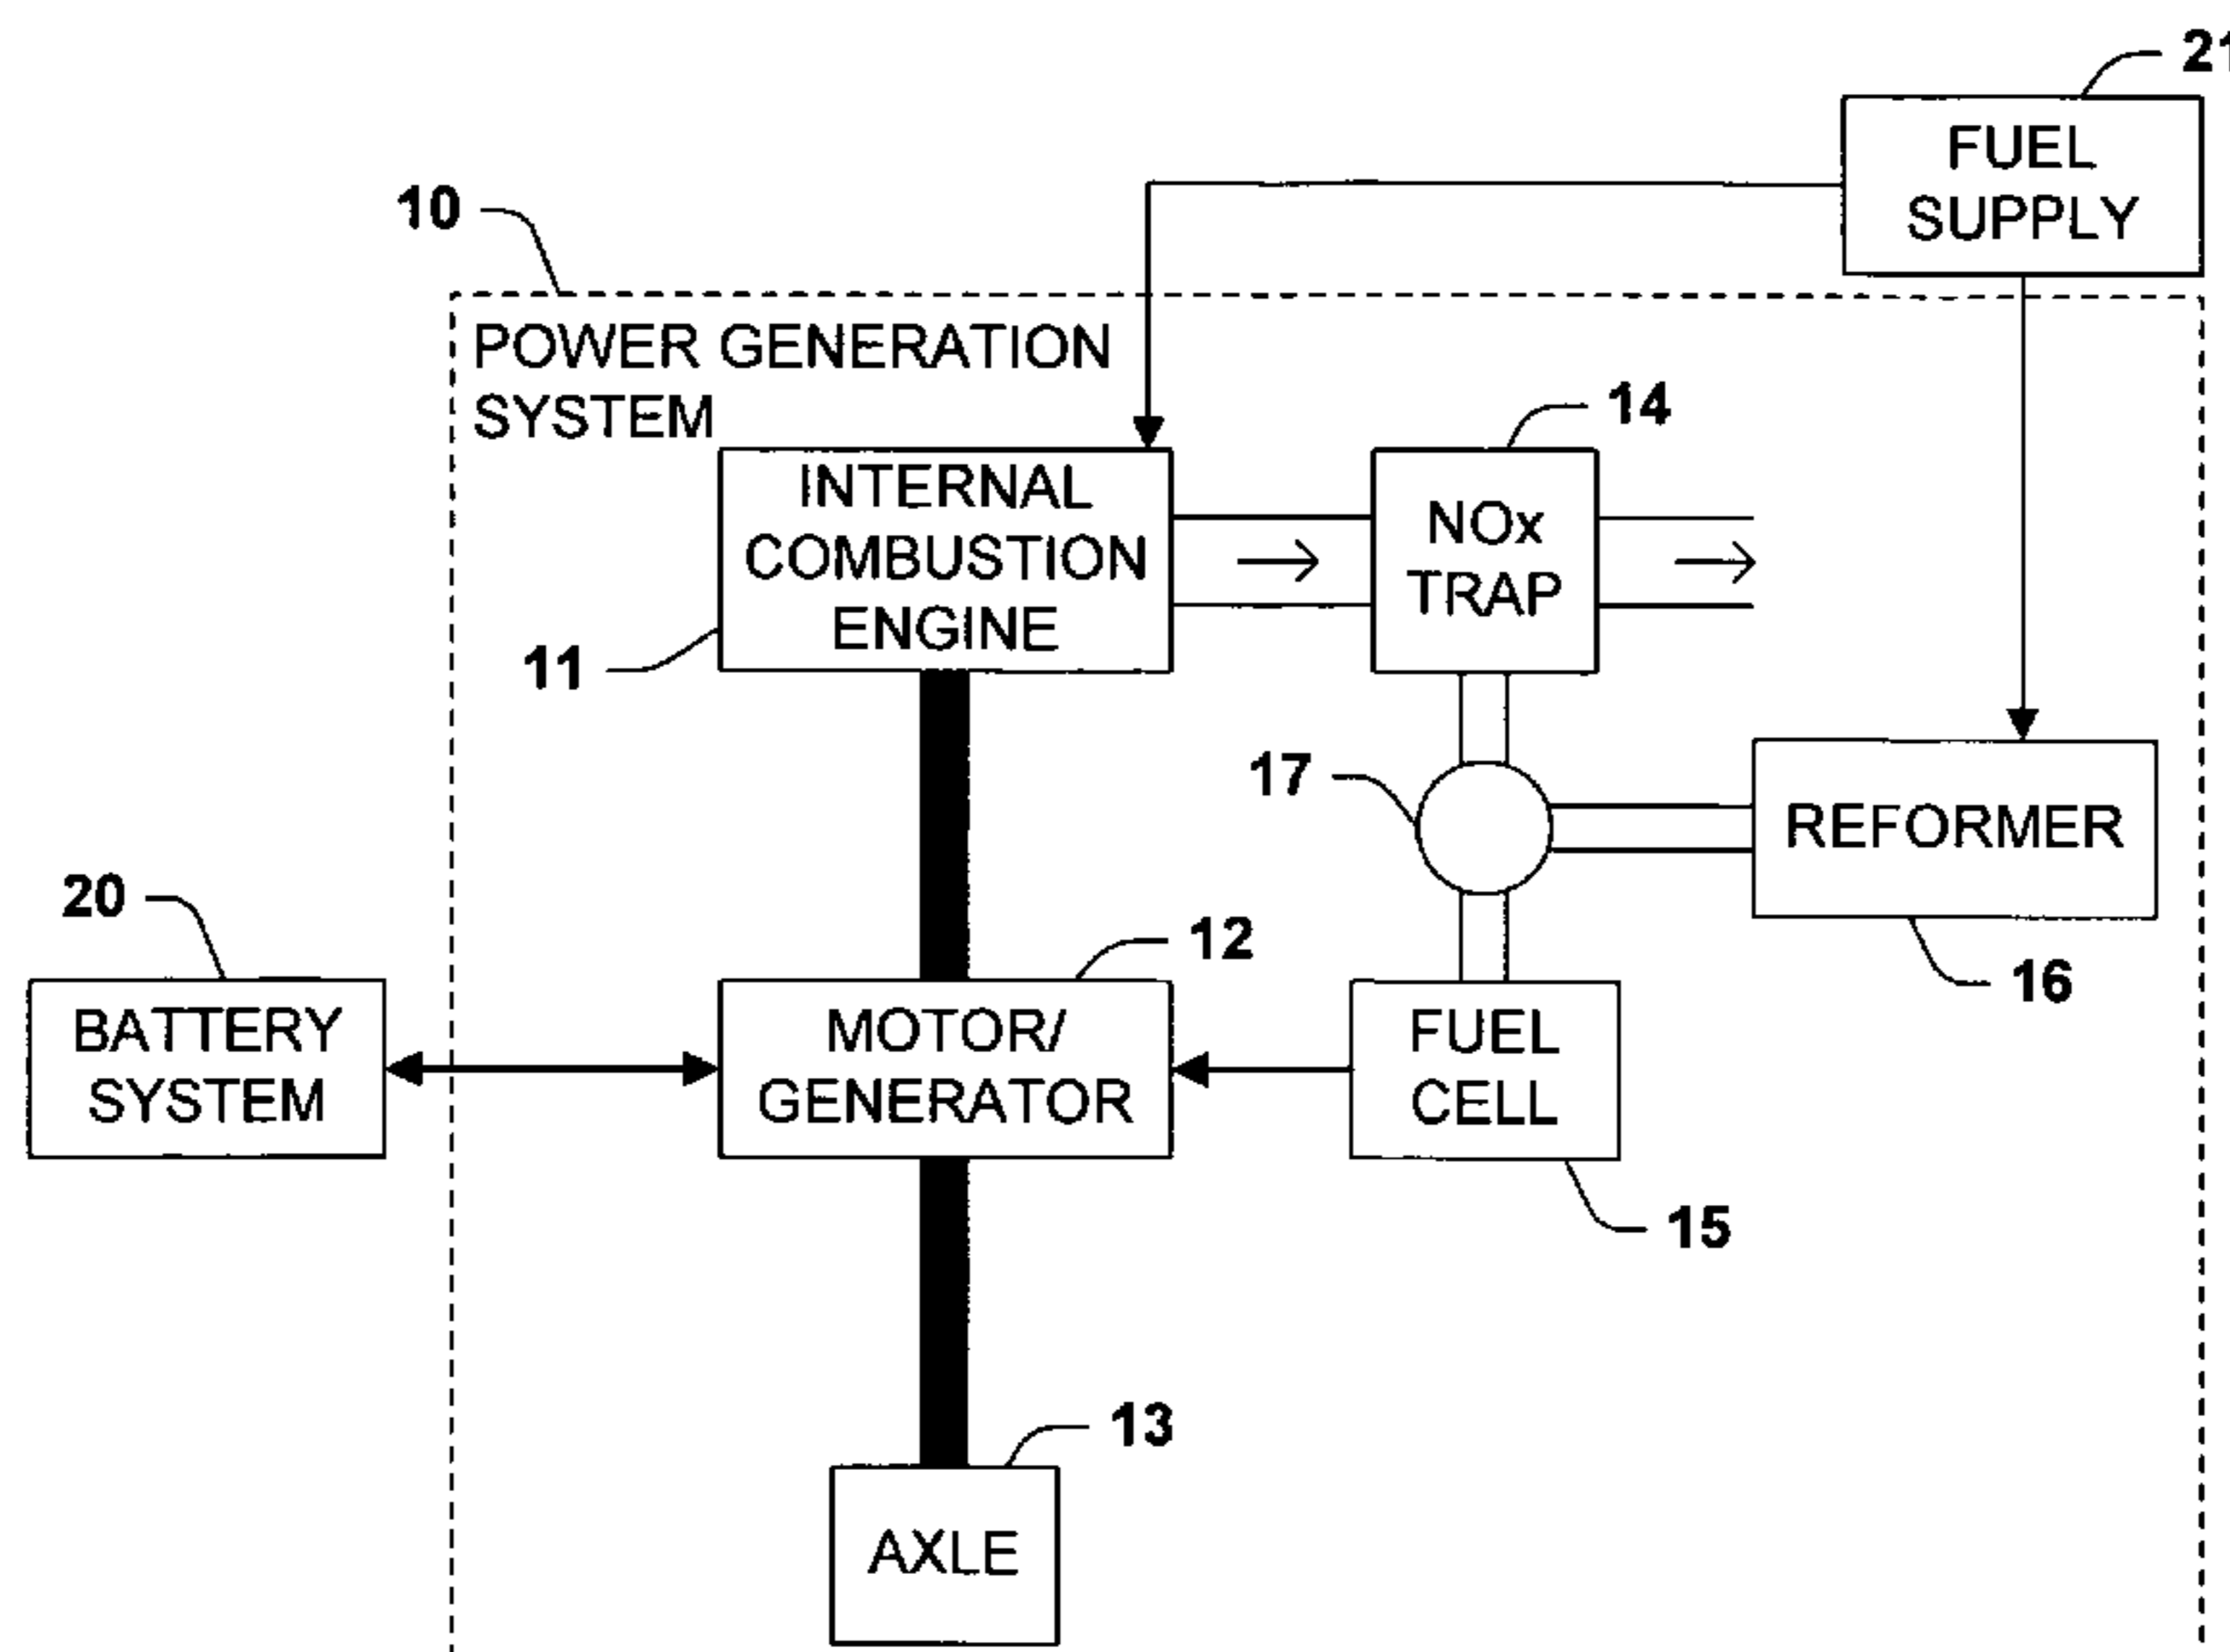 21
FUEL
SUPPLY
10
POWER GENERATION
SYSTEM
14
INTERNAL
COMBUSTION
ENGINE
NOx
TRAP
11
17
REFORMER
20
12
16
BATTERY
SYSTEM
MOTOR/
GENERATOR
FUEL
CELL
15
13
AXLE